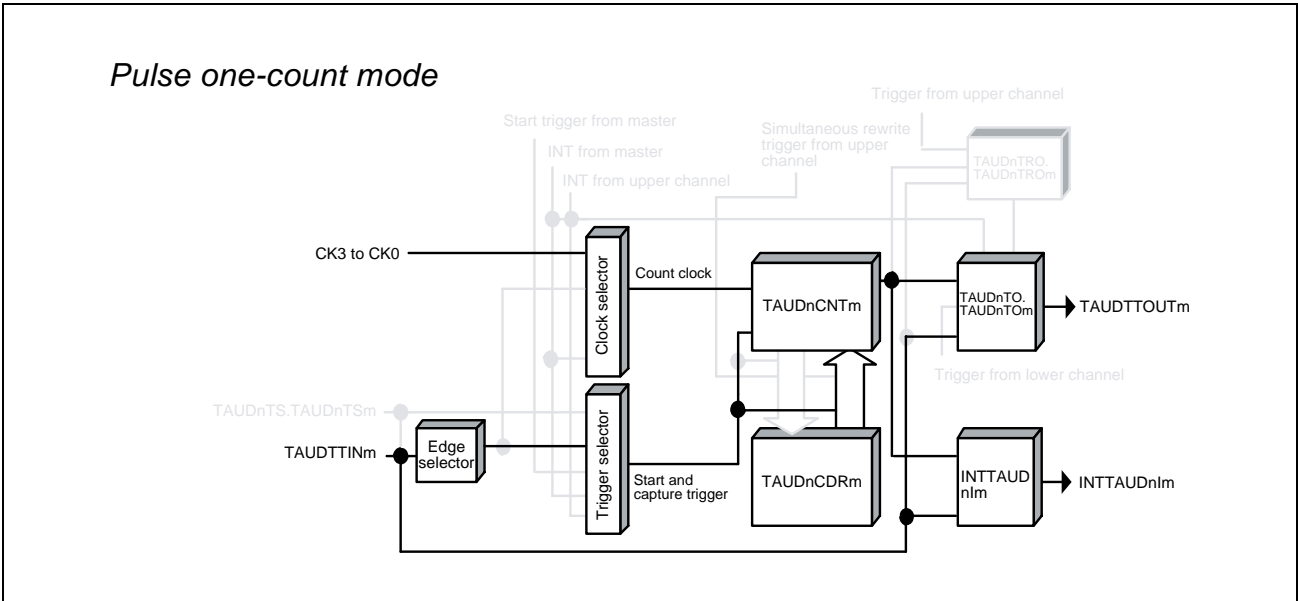 Pulse one-count mode
Trigger from upper channel
Start trigger from master
Simultaneous rewrite
trigger from upper
channel
INT from master
INT from upper channel
TAUDnTRO.
TAUDnTROm
CK3 to CK0
Clock selector
Count clock
TAUDnCNTm
TAUDnTO.
TAUDnTOm
TAUDTTOUTm
Trigger from lower channel
TAUDnTS.TAUDnTSm
TAUDTTINm
Edge
selector
Trigger selector
Start and
capture trigger
TAUDnCDRm
INTTAUD
nIm
INTTAUDnIm